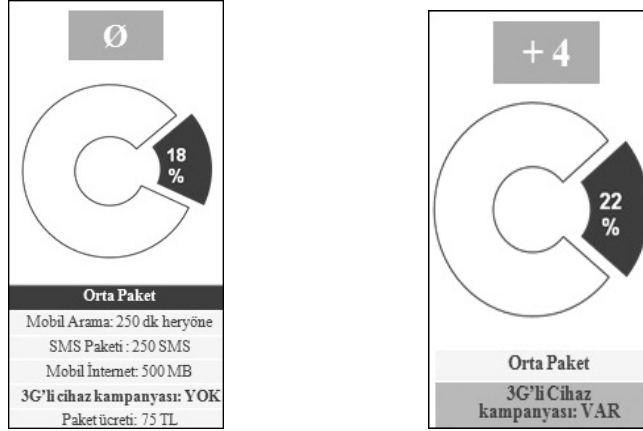 Ø
18
%
Orta Paket
Mobil Arama: 250 dk heryöne
SMS Paketi : 250 SMS
Mobil İnternet: 500 MB
3G'li cihaz kampanyası: YOK
Paket ücreti: 75 TL
+ 4
22
%
Orta Paket
3G'li Cihaz
kampanyası: VAR